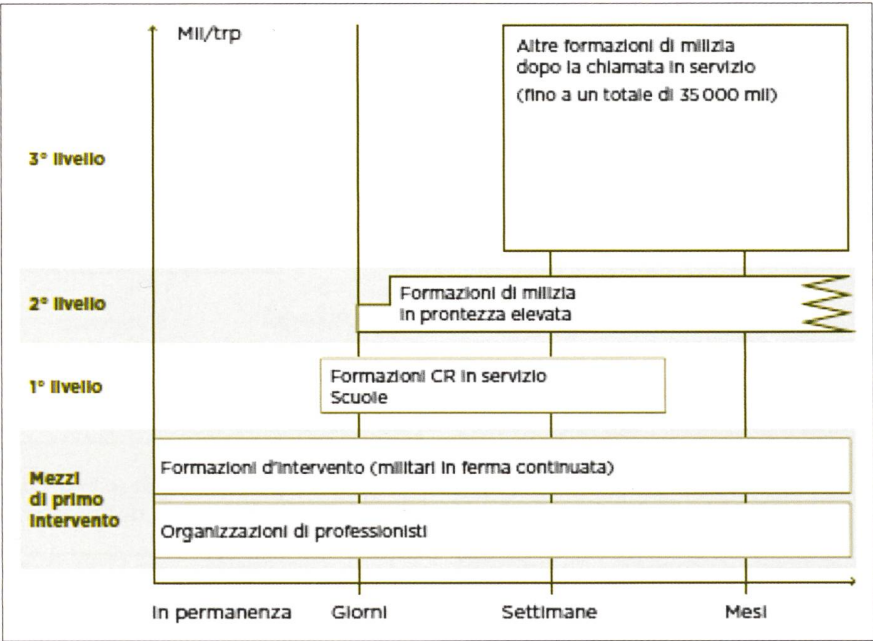 Mil/trp
Altre formazioni di milizia
dopo la chiamata in servizio
(fino a un totale di 35 000 mil)
3° livello
2° livello
Formazioni di milizia
in prontezza elevata
1° livello
Formazioni CR in servizio
Scuole
Mezzi
di primo
intervento
Formazioni d'intervento (militari in ferma continuata)
Organizzazioni di professionisti
In permanenza
Giorni
Settimane
Mesi